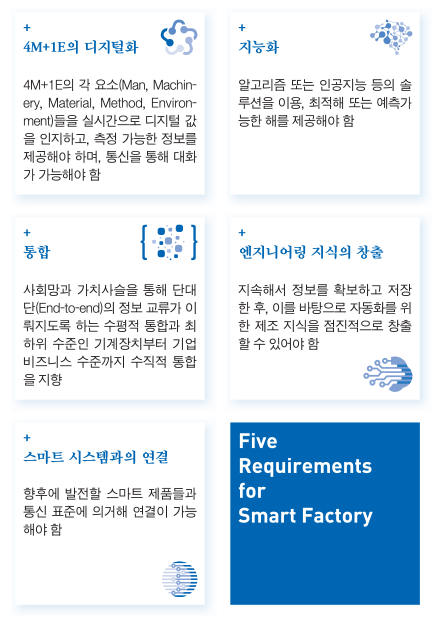 +
4M+1E의 디지털화
4M+1E의 각 요소(Man, Machin-
ery, Material, Method, Environ-
ment)들을 실시간으로 디지털 값
을 인지하고, 측정 가능한 정보를
제공해야 하며, 통신을 통해 대화
가 가능해야 함
+
지능화
알고리즘 또는 인공지능 등의 솔
루션을 이용, 최적해 또는 예측가
능한 해를 제공해야 함
+
통합
사회망과 가치사슬을 통해 단대
단(End-to-end)의 정보 교류가 이
뤄지도록 하는 수평적 통합과 최
하위 수준인 기계장치부터 기업
비즈니스 수준까지 수직적 통합
을 지향
+
엔지니어링 지식의 창출
지속해서 정보를 확보하고 저장
한 후, 이를 바탕으로 자동화를 위
한 제조 지식을 점진적으로 창출
할 수 있어야 함
+
스마트 시스템과의 연결
향후에 발전할 스마트 제품들과
통신 표준에 의거해 연결이 가능
해야 함
Five
Requirements
for
Smart Factory